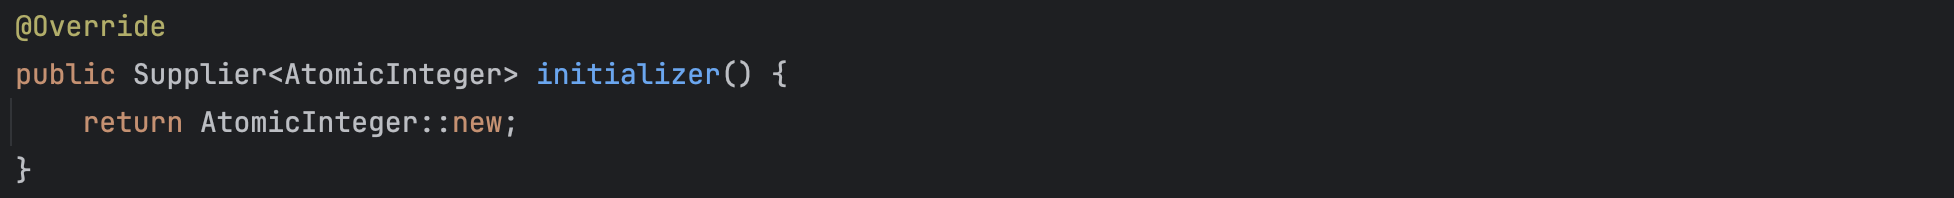 @Override
public Supplier<AtomicInteger> initializer() {
    return AtomicInteger::new;
}